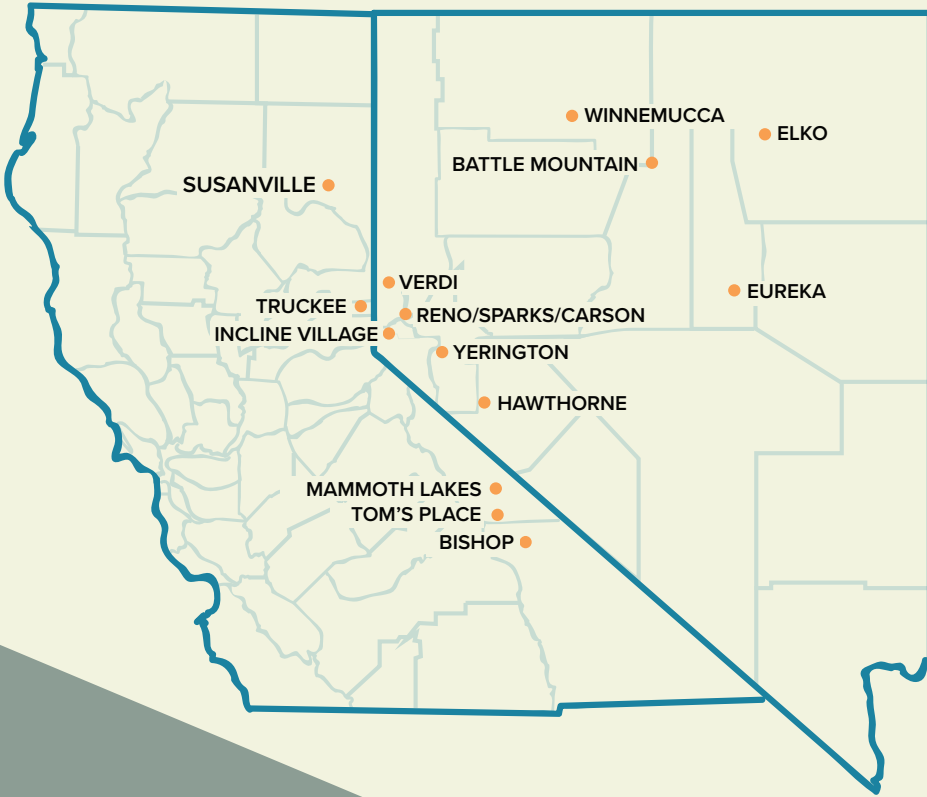 WINNEMUCCA
ELKO
BATTLE MOUNTAIN
SUSANVILLE
VERDI
EUREKA
TRUCKEE
RENO/SPARKS/CARSON
INCLINE VILLAGE
YERINGTON
HAWTHORNE
MAMMOTH LAKES
TOM'S PLACE
BISHOP